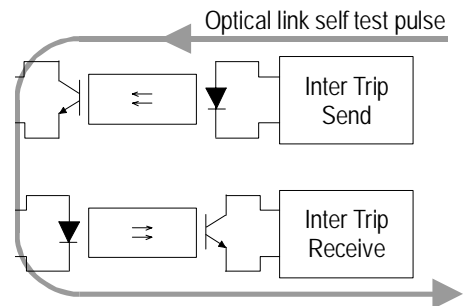 Optical link self test pulse
Inter Trip
Send
Inter Trip
Receive